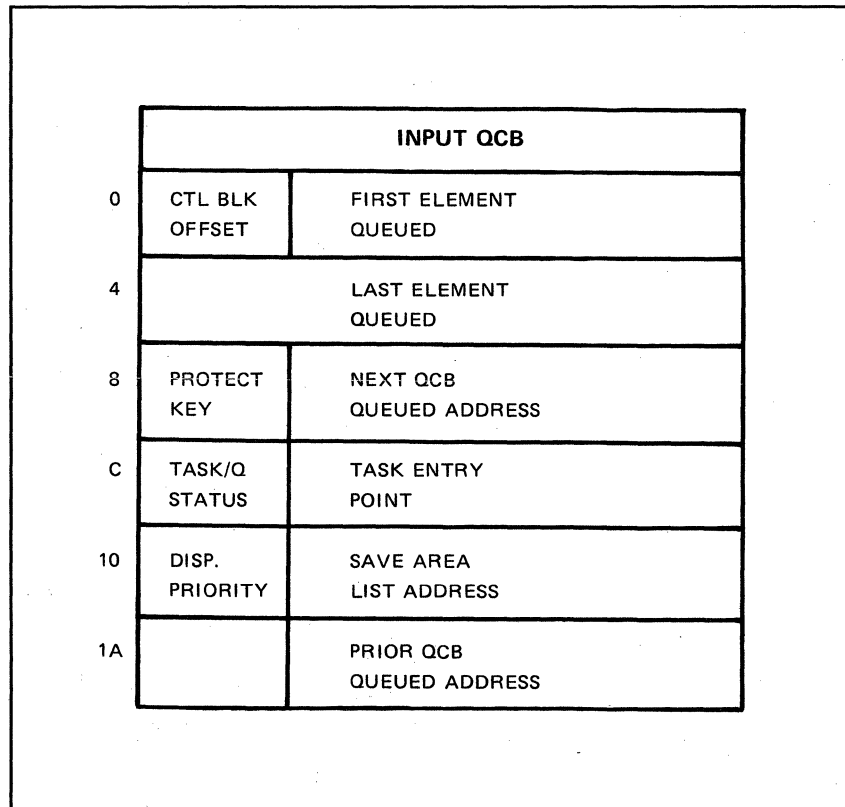 INPUT QCB
0 CTL BLK FIRST ELEMENT
OFFSET QUEUED
4 LAST ELEMENT
QUEUED
8 PROTECT NEXT QCB
KEY QUEUED ADDRESS
C TASK/Q TASK ENTRY
STATUS POINT
10 DISP. SAVE AREA
PRIORITY LIST ADDRESS
1A PRIOR QCB
QUEUED ADDRESS